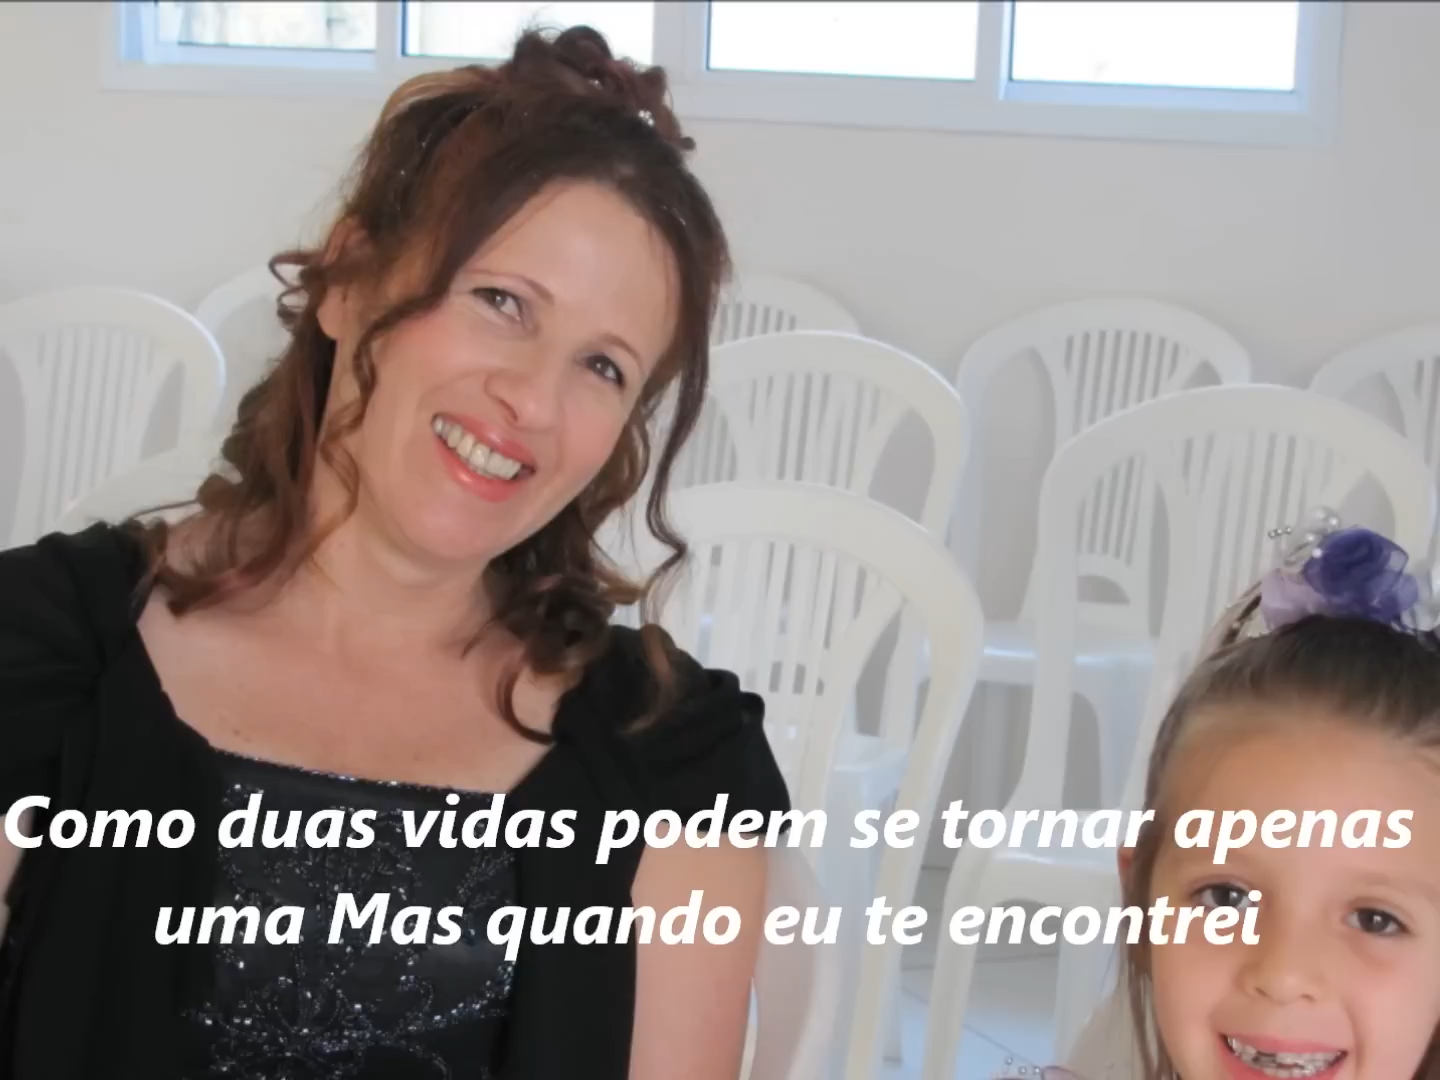 Como duas vidas podem se tornar apenas
uma Mas quando eu te encontrei